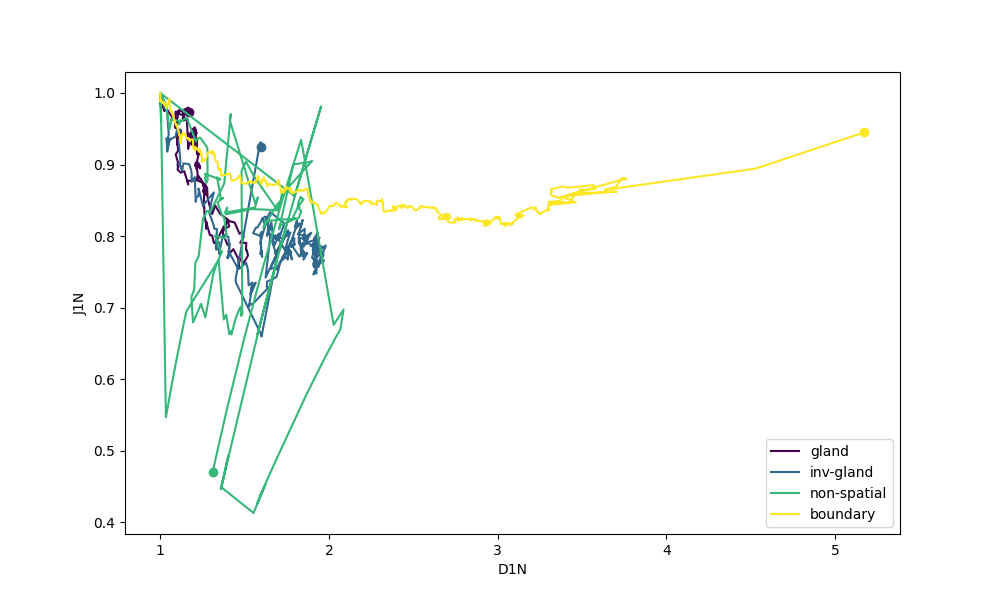 1.0
0.9
0.8
0.7
0.6
0.5
0.4
J1N
1 2 3 4 5
D1N
gland
inv-gland
non-spatial
boundary